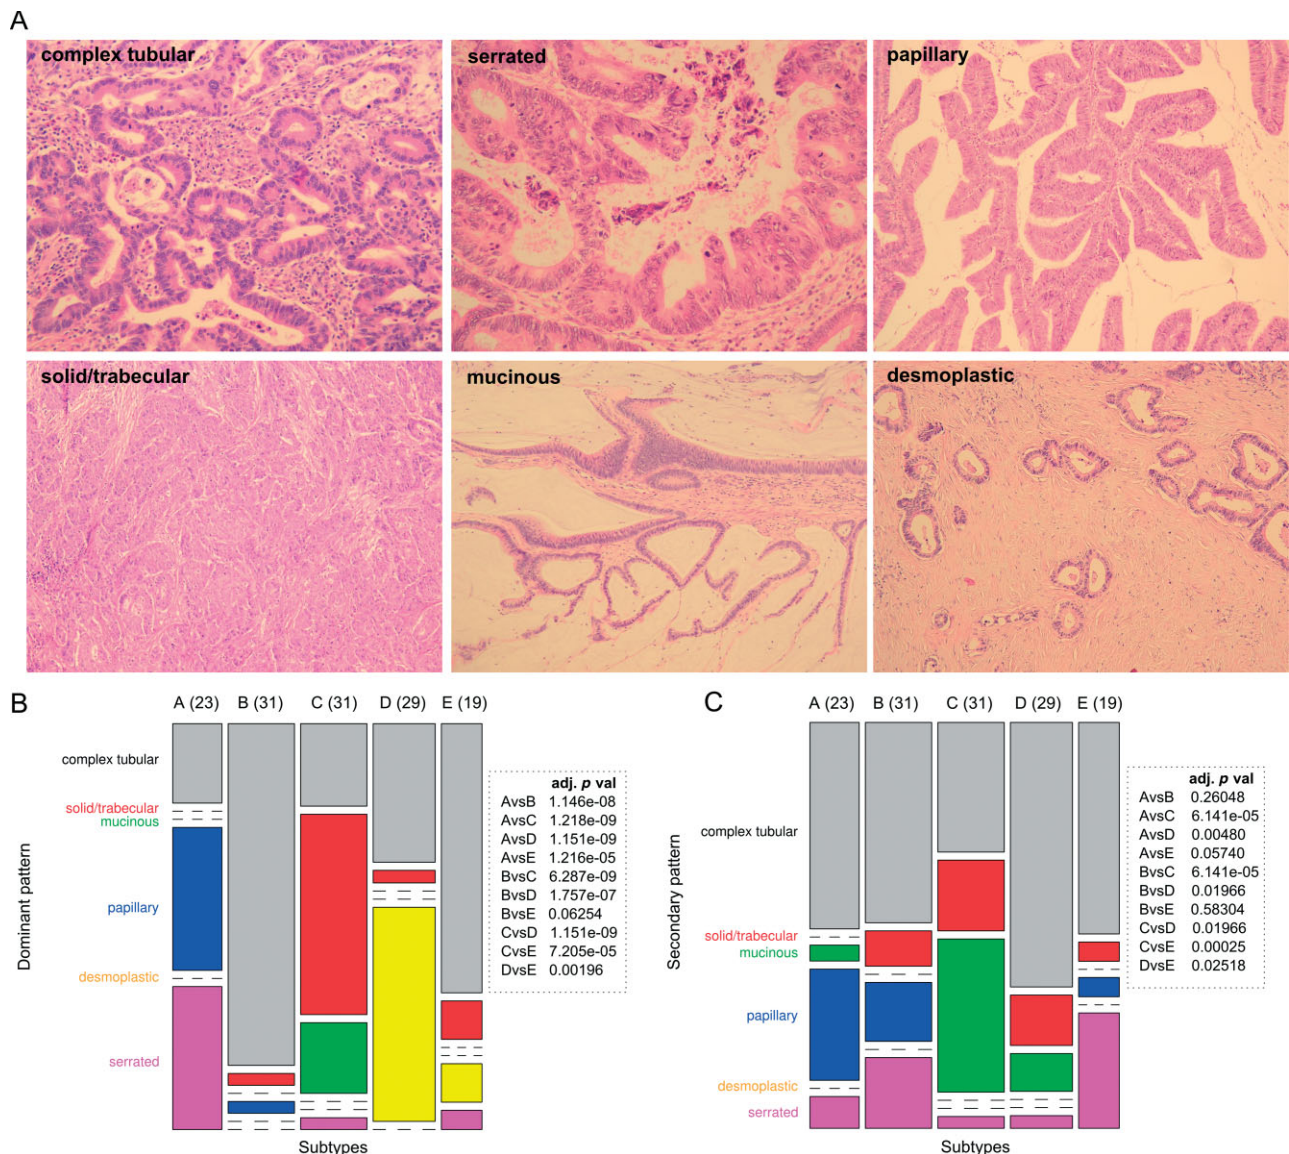 A
complex tubular
serrated
papillary
solid/trabecular
mucinous
desmoplastic
B
A (23)
B (31)
C (31)
D (29)
E (19)
Dominant pattern
complex tubular
solid/trabecular
mucinous
papillary
desmoplastic
serrated
Subtypes
adj. p val
AvsB 1.146e-08
AvsC 1.218e-09
AvsD 1.151e-09
AvsE 1.216e-05
BvsC 6.287e-09
BvsD 1.757e-07
BvsE 0.06254
CvsD 1.151e-09
CvsE 7.205e-05
DvsE 0.00196
C
A (23)
B (31)
C (31)
D (29)
E (19)
Secondary pattern
complex tubular
solid/trabecular
mucinous
papillary
desmoplastic
serrated
Subtypes
adj. p val
AvsB 0.26048
AvsC 6.141e-05
AvsD 0.00480
AvsE 0.05740
BvsC 6.141e-05
BvsD 0.01966
BvsE 0.58304
CvsD 0.01966
CvsE 0.00025
DvsE 0.02518